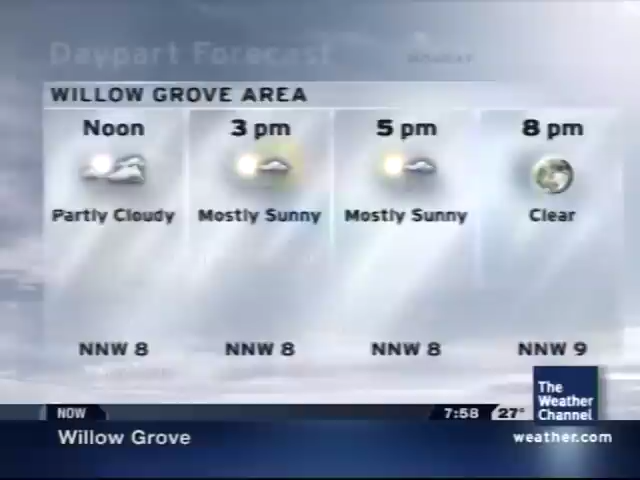 Daypart Forecast
MONDAY
WILLOW GROVE AREA
Noon 3 pm 5 pm 8 pm
Partly Cloudy Mostly Sunny Mostly Sunny Clear
NNW 8 NNW 8 NNW 8 NNW 9
The
Weather
Channel
NOW 7:58 27°
Willow Grove weather.com